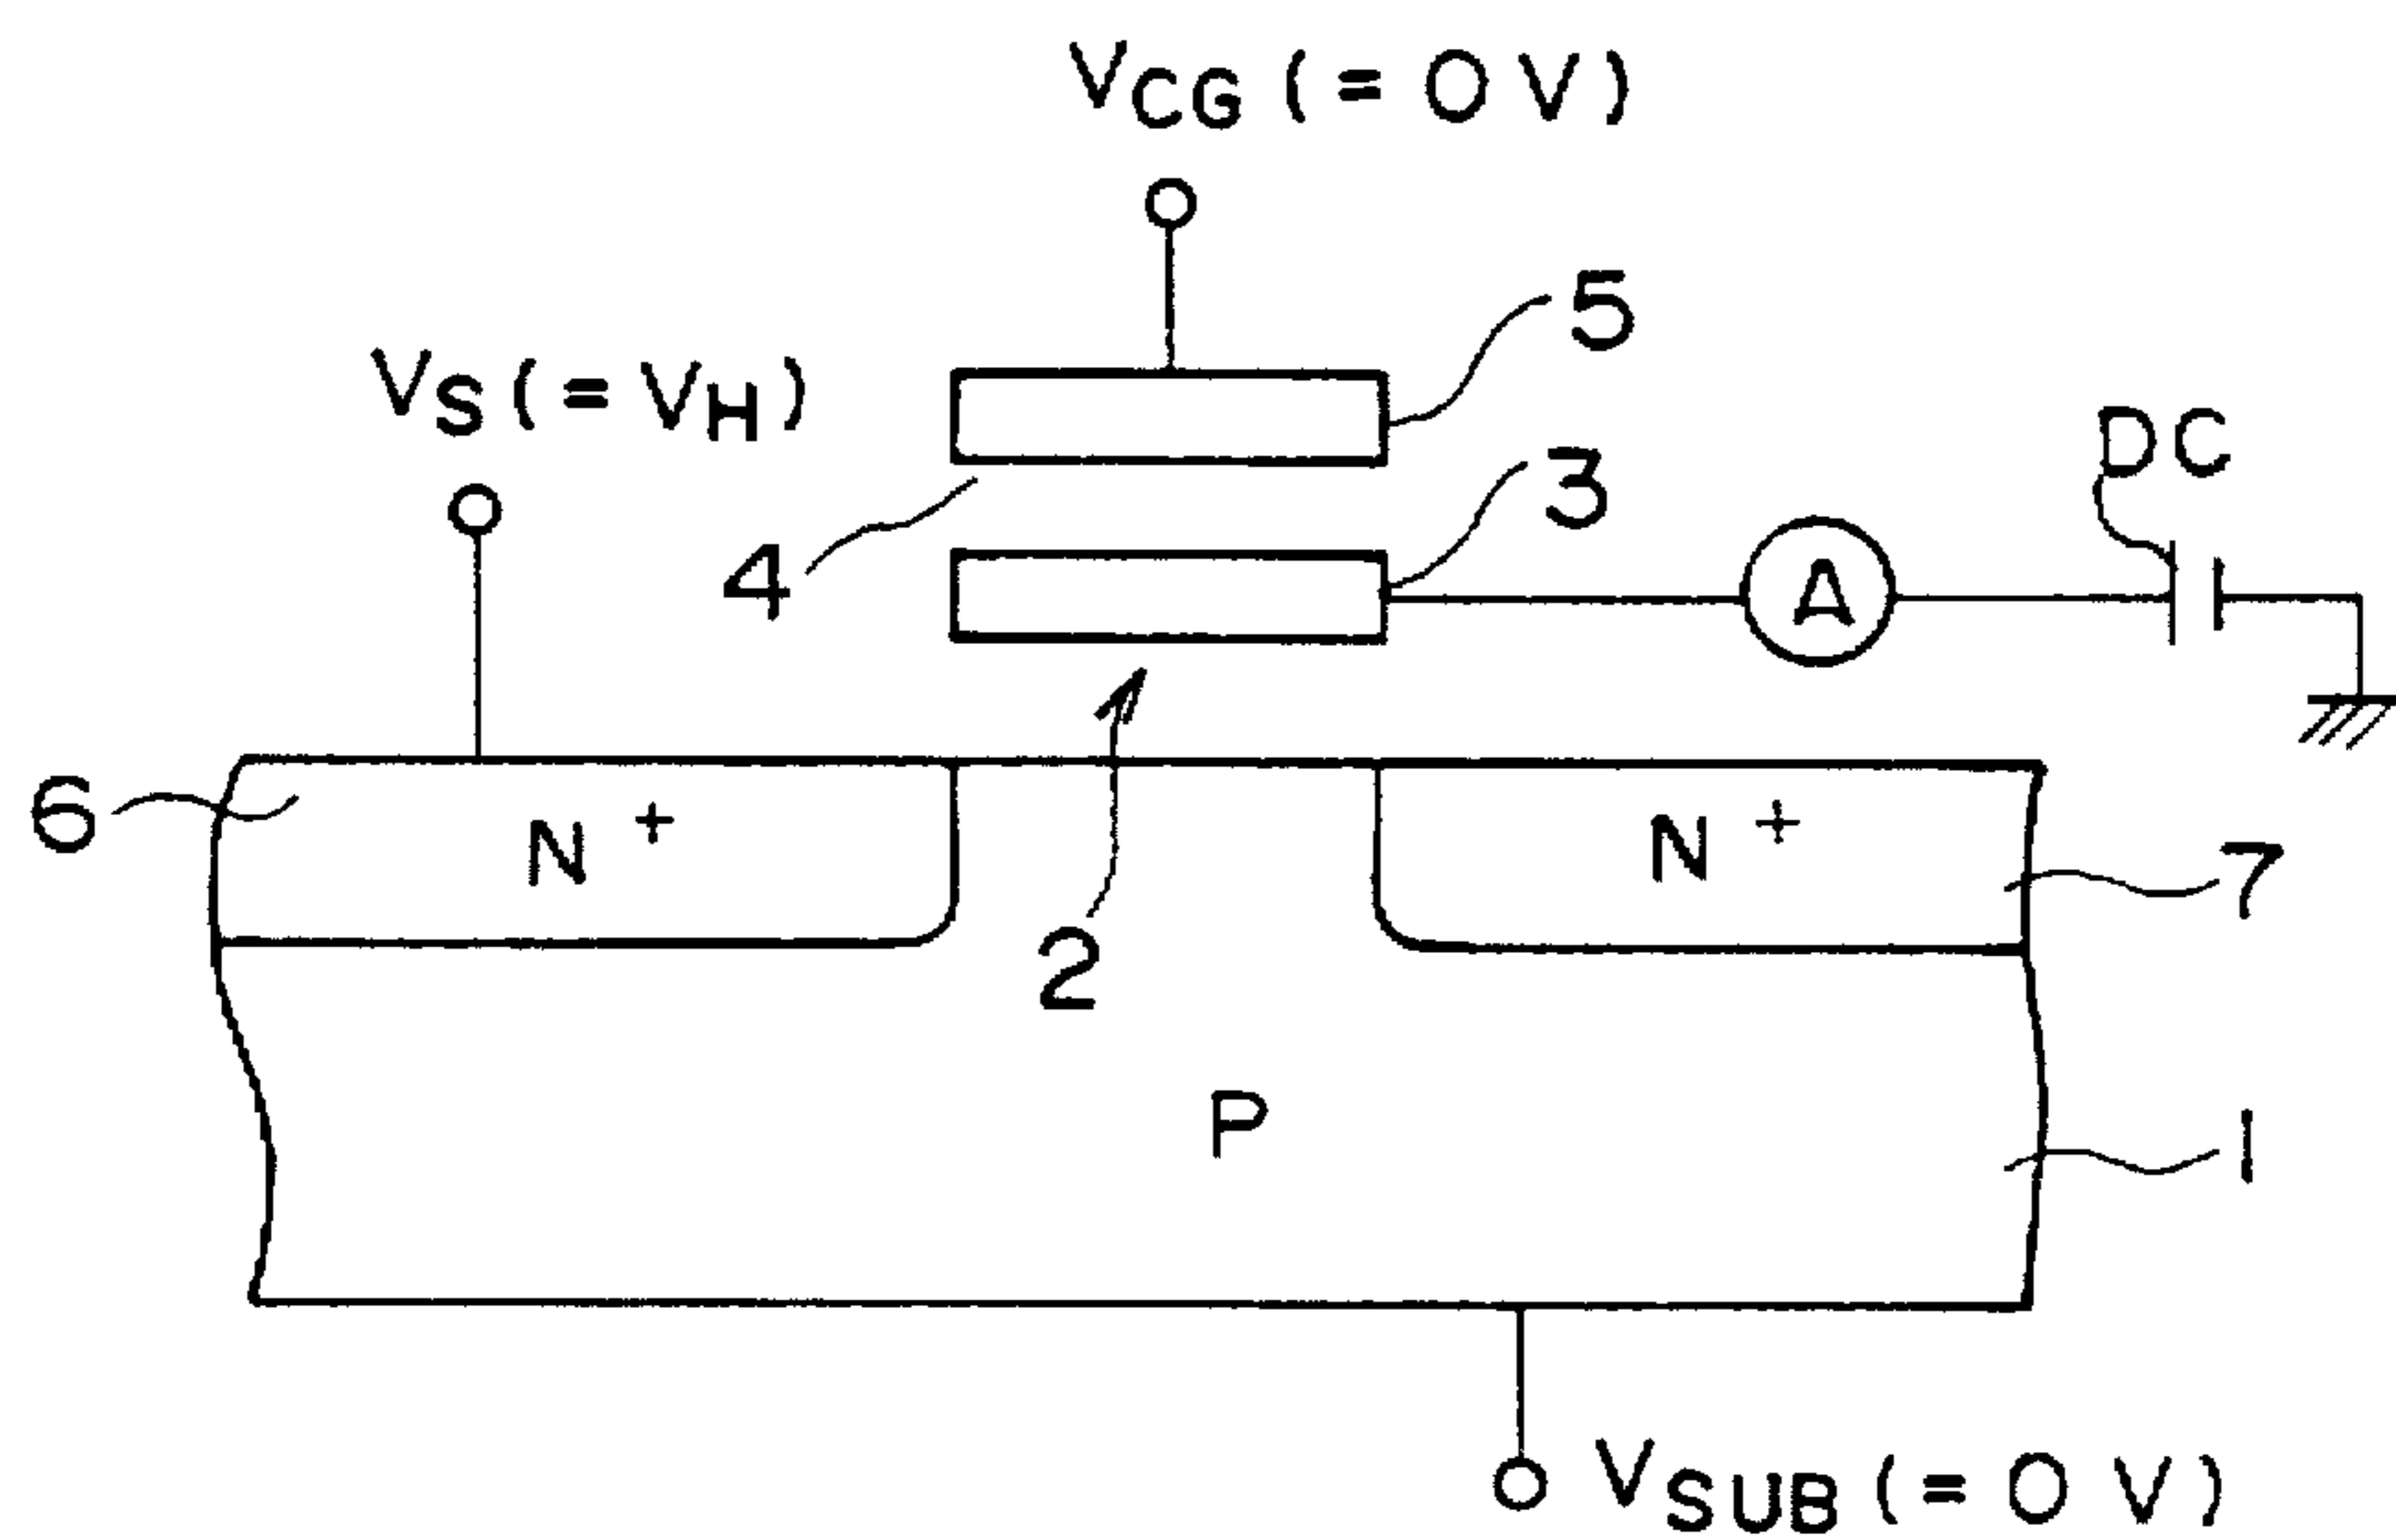 VCG (= 0 V)
5
VS (= VH)
3
DC
4
A
6
N+
N+
7
2
P
1
VSUB (= 0 V)